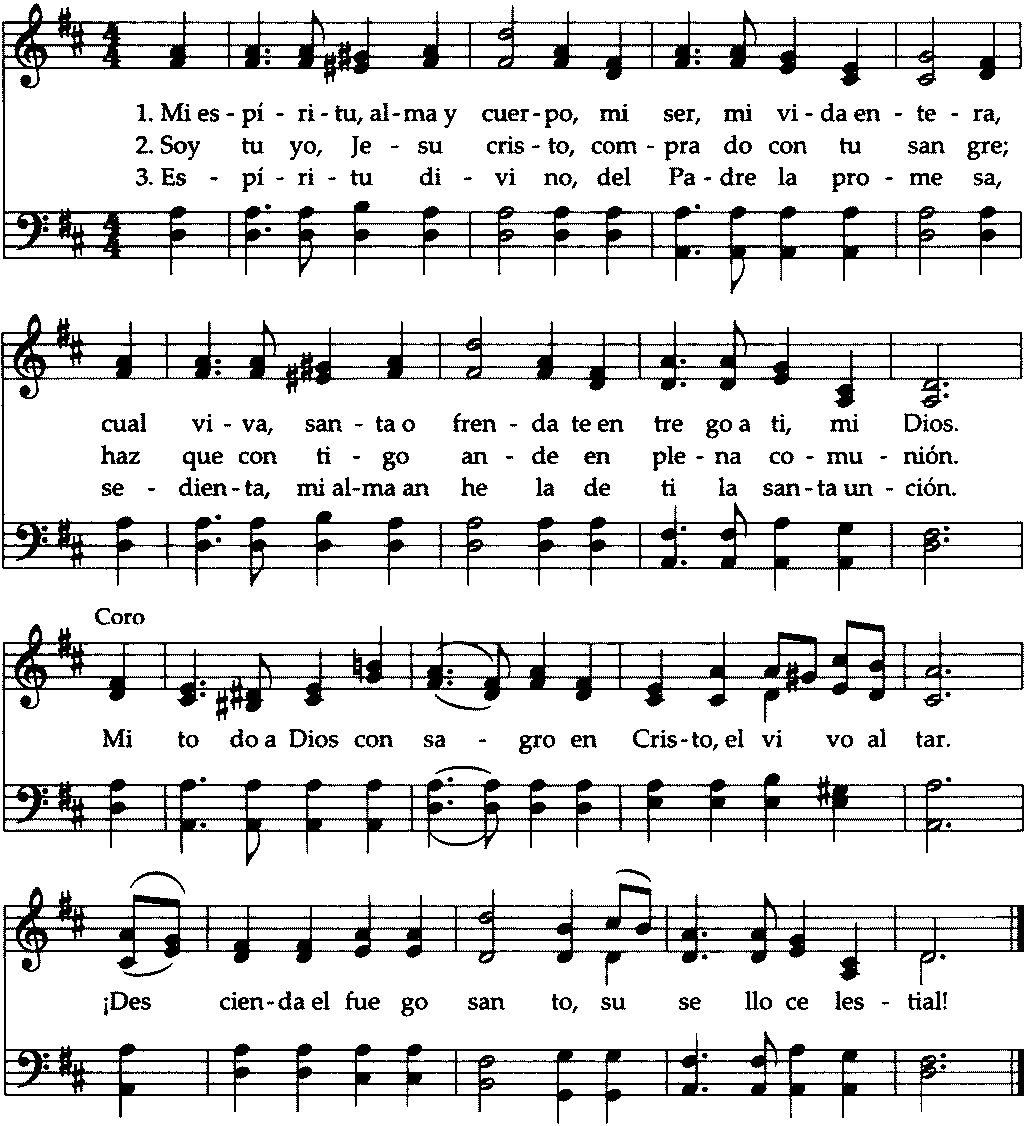 1. Mi es - pí - ri - tu, al - ma y cuer - po, mi ser, mi vi - da en - te - ra,
2. Soy tu yo, Je - su cris - to, com - pra do con tu san gre;
3. Es - pí - ri - tu di - vi no, del Pa - dre la pro - me sa,
cual vi - va, san - ta o fren - da te en tre go a ti, mi Dios.
haz que con ti - go an - de en ple - na co - mu - nión.
se - dien - ta, mi al - ma an he la de ti la san - ta un - ción.
Coro
Mi to do a Dios con sa - gro en Cris - to, el vi vo al tar.
¡Des cien - da el fue go san to, su se llo ce les - tial!